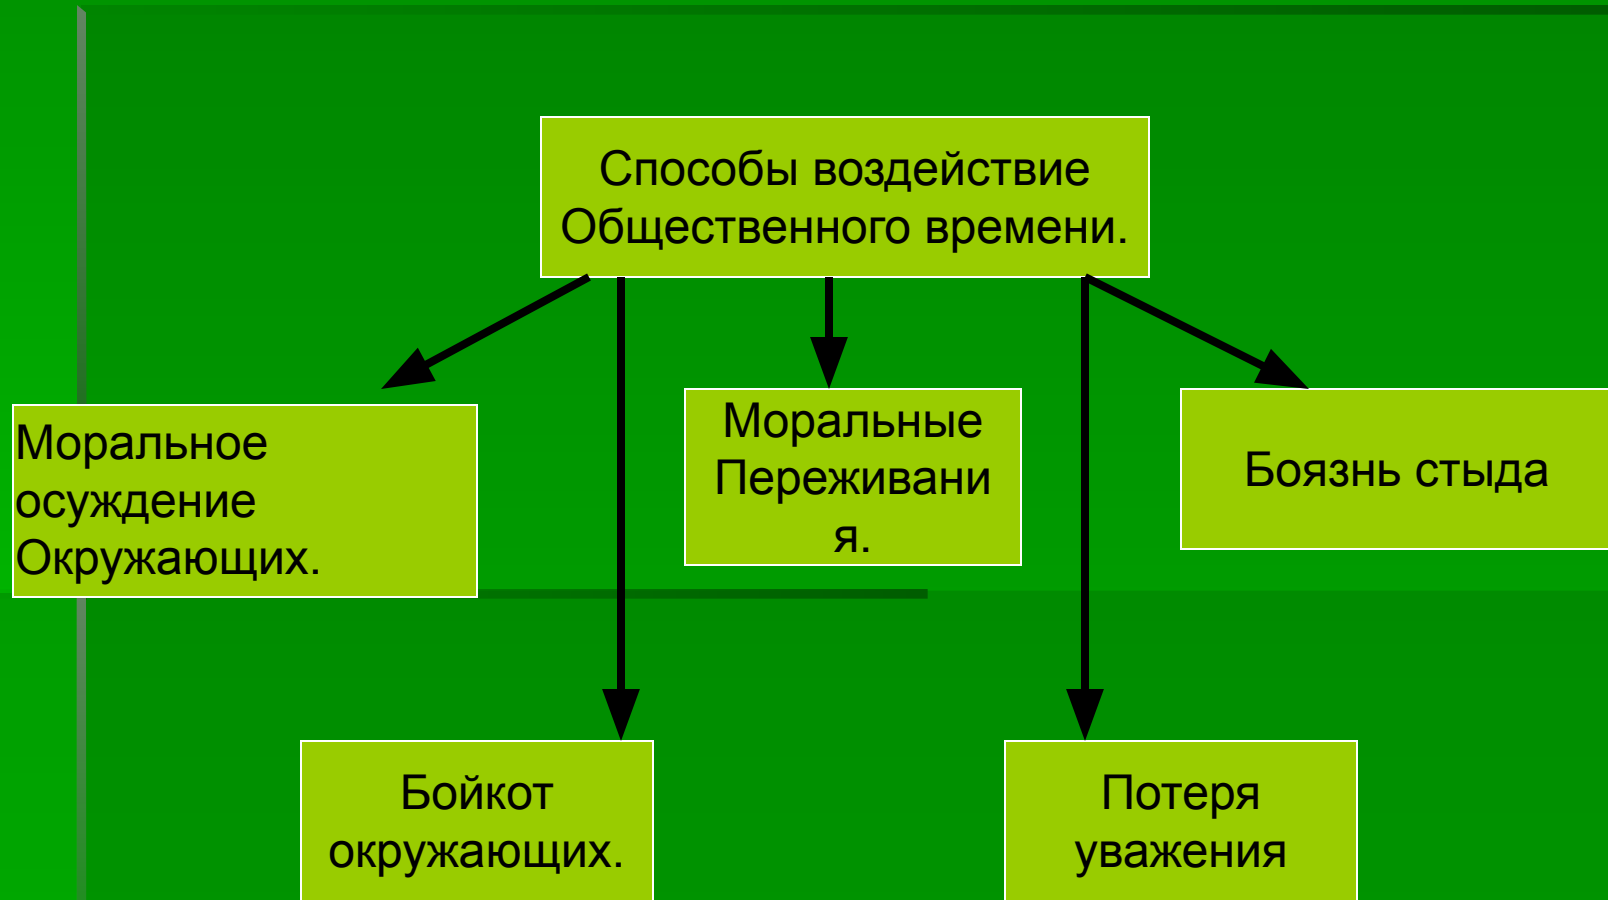 Способы воздействие
Общественного времени.
Моральное
осуждение
Окружающих.
Моральные
Переживани
я.
Боязнь стыда
Бойкот
окружающих.
Потеря
уважения